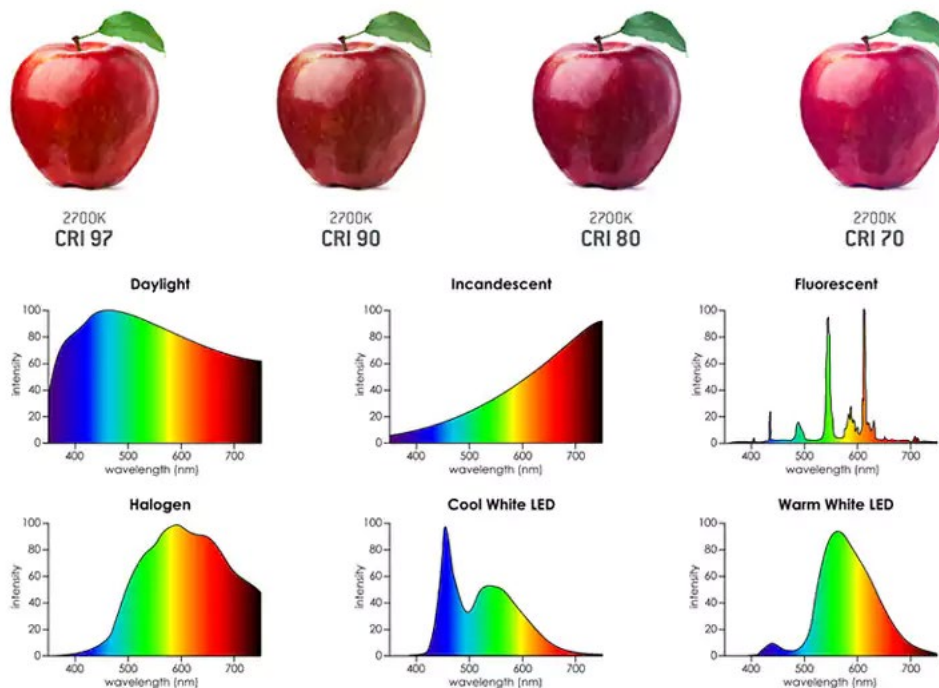 2700K
CRI 97
2700K
CRI 90
2700K
CRI 80
2700K
CRI 70
Daylight
100
80
60
40
20
0
intensity
400 500 600 700
wavelength (nm)
Incandescent
100
80
60
40
20
0
intensity
400 500 600 700
wavelength (nm)
Fluorescent
100
80
60
40
20
0
intensity
400 500 600 700
wavelength (nm)
Halogen
100
80
60
40
20
0
intensity
400 500 600 700
wavelength (nm)
Cool White LED
100
80
60
40
20
0
intensity
400 500 600 700
wavelength (nm)
Warm White LED
100
80
60
40
20
0
intensity
400 500 600 700
wavelength (nm)